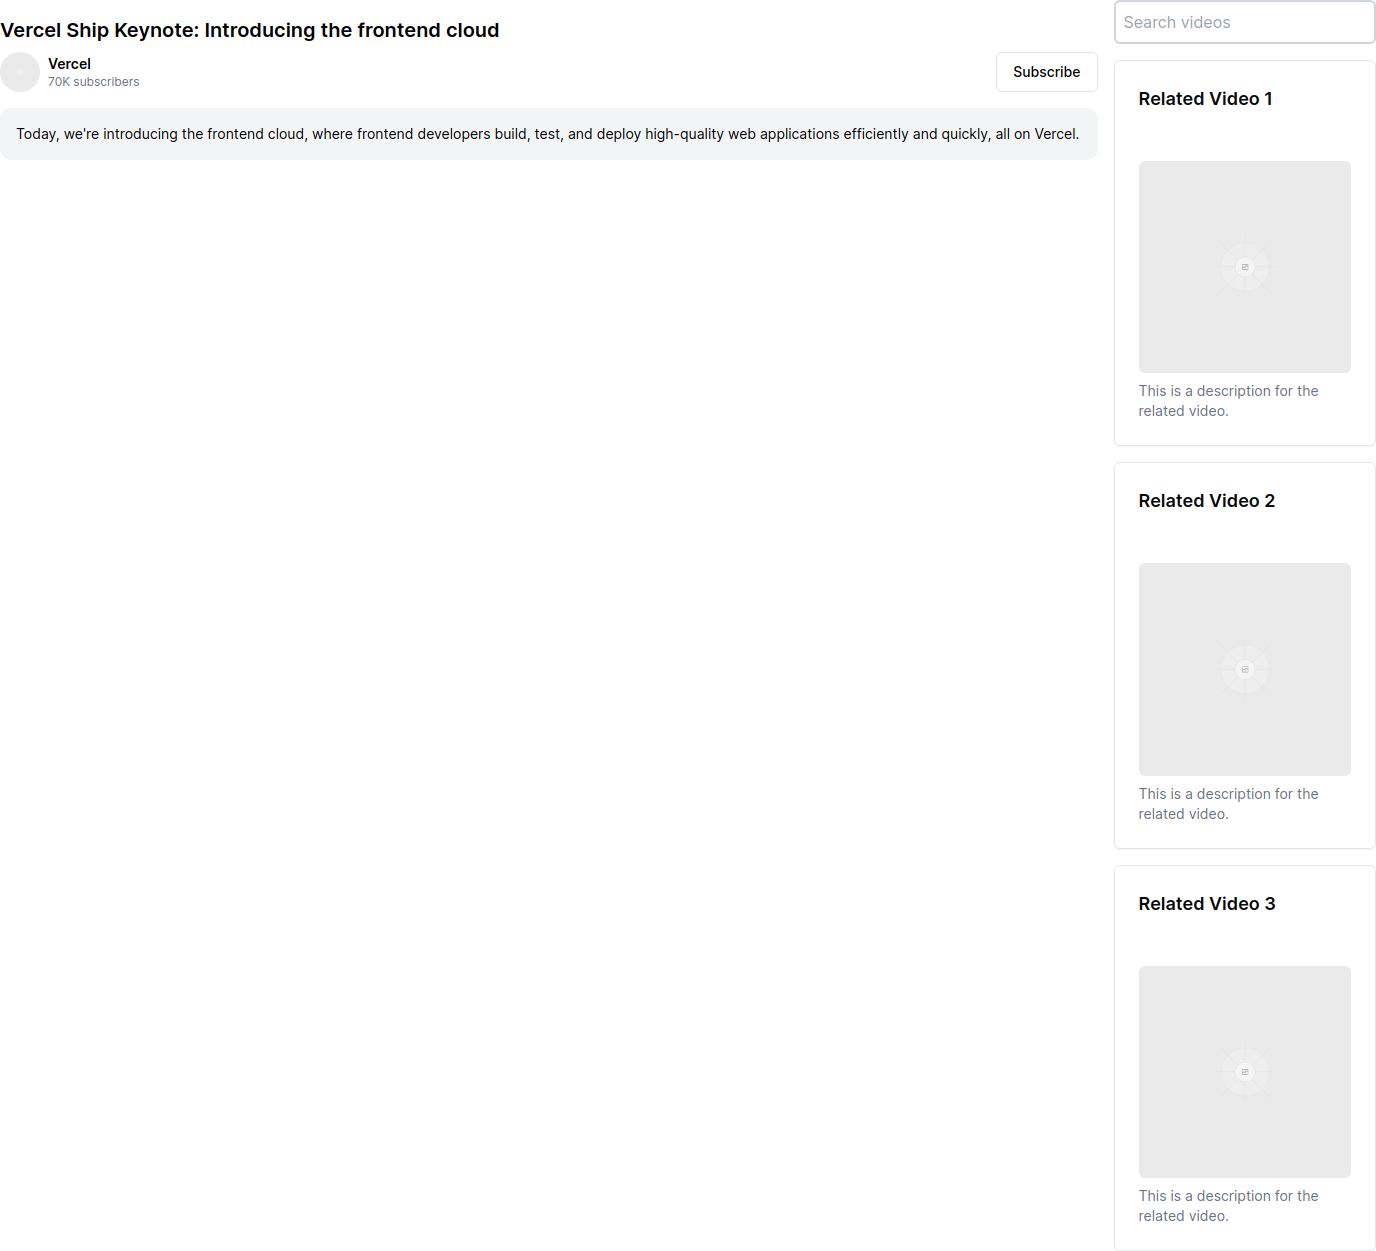 Vercel Ship Keynote: Introducing the frontend cloud
Vercel
70K subscribers
Subscribe
Today, we're introducing the frontend cloud, where frontend developers build, test, and deploy high-quality web applications efficiently and quickly, all on Vercel.
Search videos
Related Video 1
This is a description for the
related video.
Related Video 2
This is a description for the
related video.
Related Video 3
This is a description for the
related video.